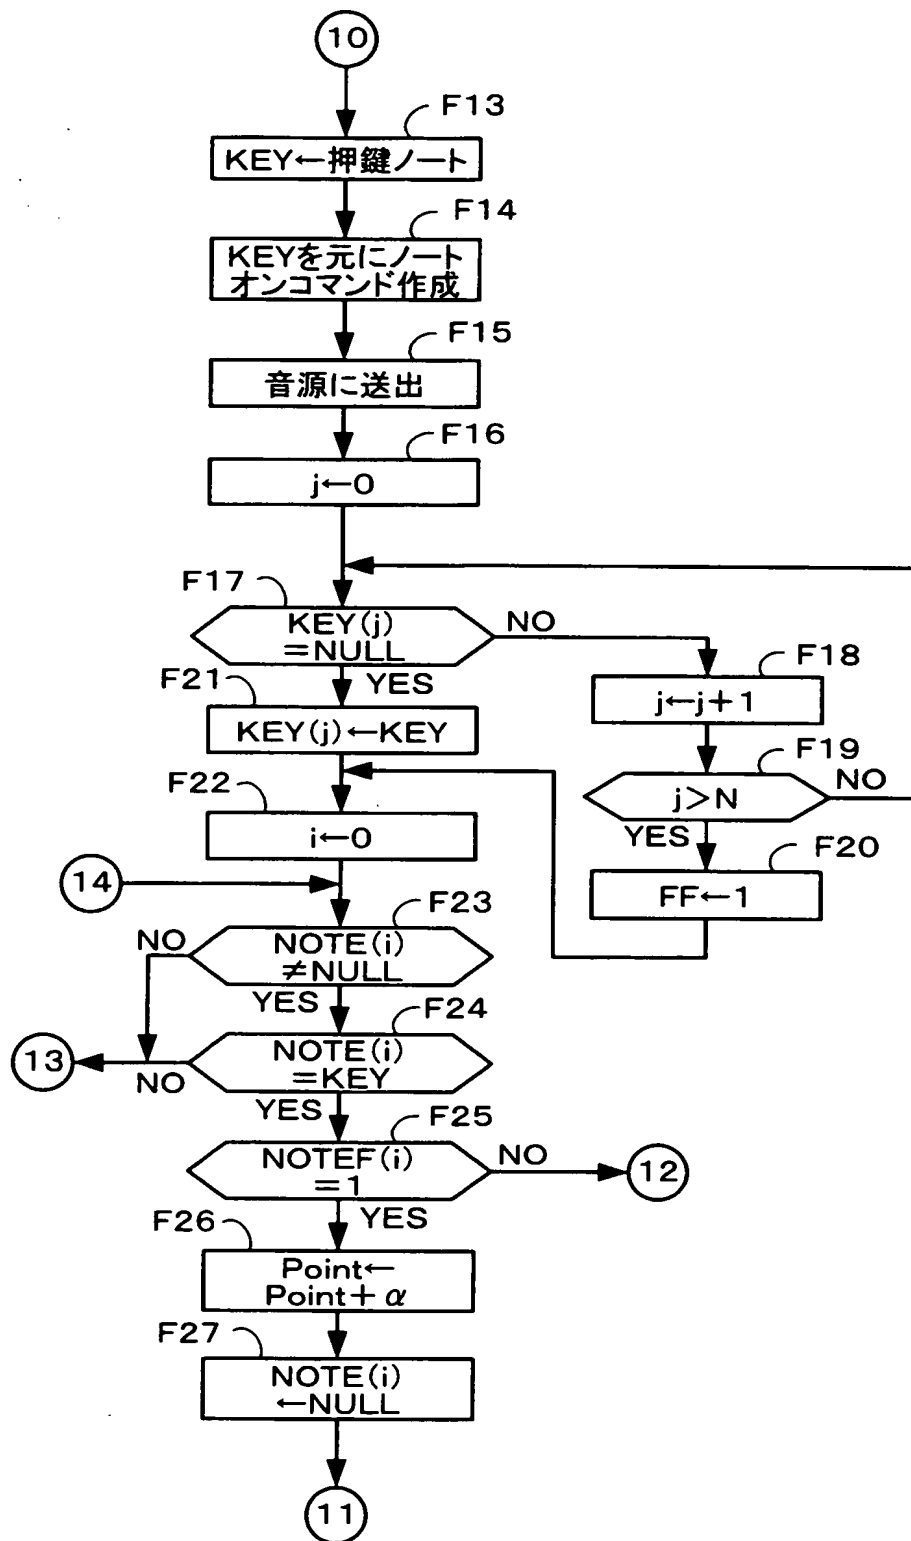 10
F13
KEY←押鍵ノート
F14
KEYを元にノート
オンコマンド作成
F15
音源に送出
F16
j←0
F17
KEY(j)
=NULL
NO
YES
F18
j←j+1
F21
KEY(j)←KEY
F19
j>N
NO
YES
F22
i←0
F20
FF←1
14
F23
NOTE(i)
≠NULL
NO
YES
F24
NOTE(i)
=KEY
13
NO
YES
F25
NOTEF(i)
=1
NO
12
YES
F26
Point←
Point+α
F27
NOTE(i)
←NULL
11